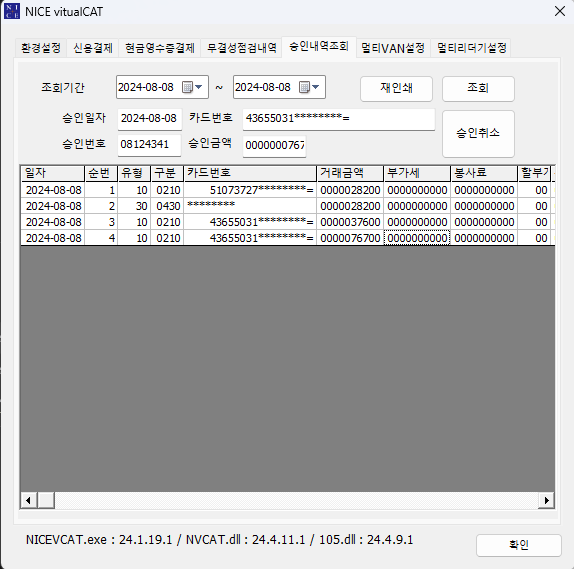 NICE vitualCAT
환경설정 신용결제 현금영수증결제 무결성점검내역 승인내역조회 멀티VAN설정 멀티리더기설정
조회기간 2024-08-08 ~ 2024-08-08 재인쇄 조회
승인일자 2024-08-08 카드번호 43655031********=
승인번호 08124341 승인금액 0000000767
승인취소
일자 순번 유형 구분 카드번호 거래금액 부가세 봉사료 할부기
2024-08-08 1 10 0210 51073727********= 0000028200 0000000000 0000000000 00
2024-08-08 2 30 0430 ******** 0000028200 0000000000 0000000000 00
2024-08-08 3 10 0210 43655031********= 0000037600 0000000000 0000000000 00
2024-08-08 4 10 0210 43655031********= 0000076700 0000000000 0000000000 00
NICEVCAT.exe : 24.1.19.1 / NVCAT.dll : 24.4.11.1 / 105.dll : 24.4.9.1
확인